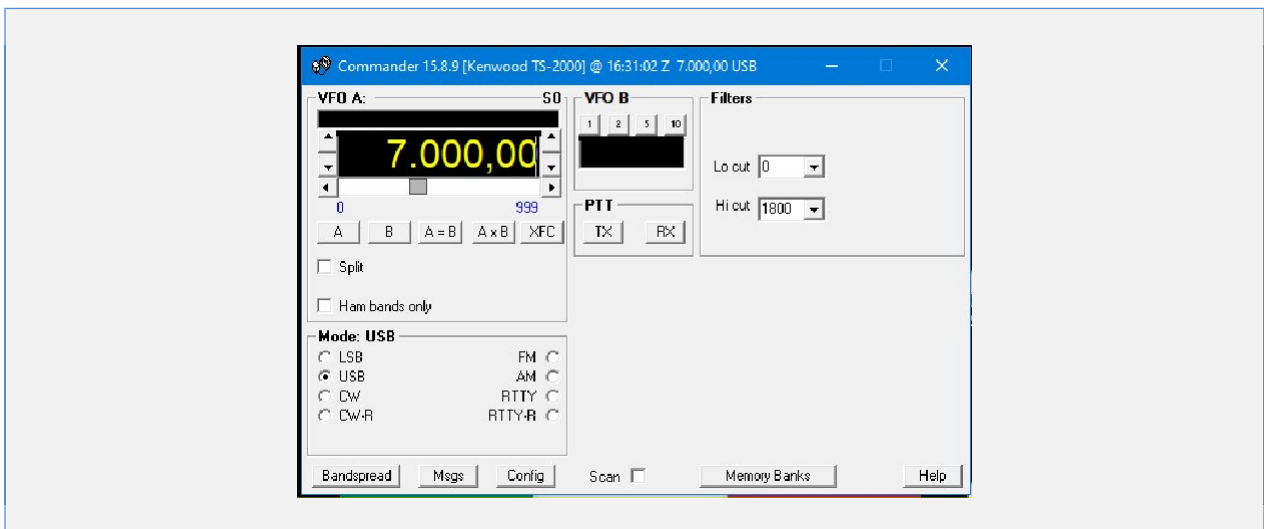 Commander 15.8.9 [Kenwood TS-2000] @ 16:31:02 Z 7.000,00 USB
VFO A: S0
7.000,00
0 999
A B A = B A x B XFC
Split
Ham bands only
VFO B
1 2 5 10
PTT
TX RX
Filters
Lo cut 0
Hi cut 1800
Mode: USB
LSB FM
USB AM
CW RTTY
CW-R RTTY-R
Bandspread Msgs Config Scan Memory Banks Help